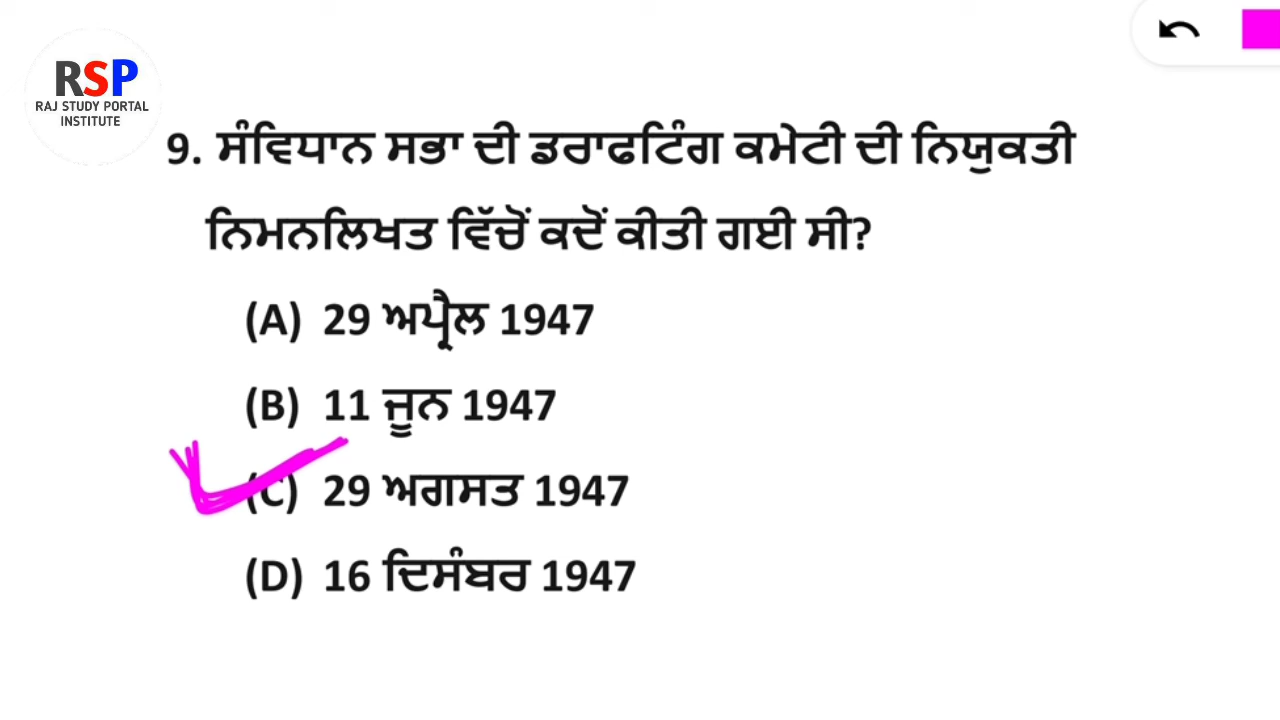 RSP
RAJ STUDY PORTAL
INSTITUTE
9. ਸੰਵਿਧਾਨ ਸਭਾ ਦੀ ਡਰਾਫਟਿੰਗ ਕਮੇਟੀ ਦੀ ਨਿਯੁਕਤੀ
ਨਿਮਨਲਿਖਤ ਵਿੱਚੋਂ ਕਦੋਂ ਕੀਤੀ ਗਈ ਸੀ?
(A) 29 ਅਪ੍ਰੈਲ 1947
(B) 11 ਜੂਨ 1947
(C) 29 ਅਗਸਤ 1947
(D) 16 ਦਿਸੰਬਰ 1947